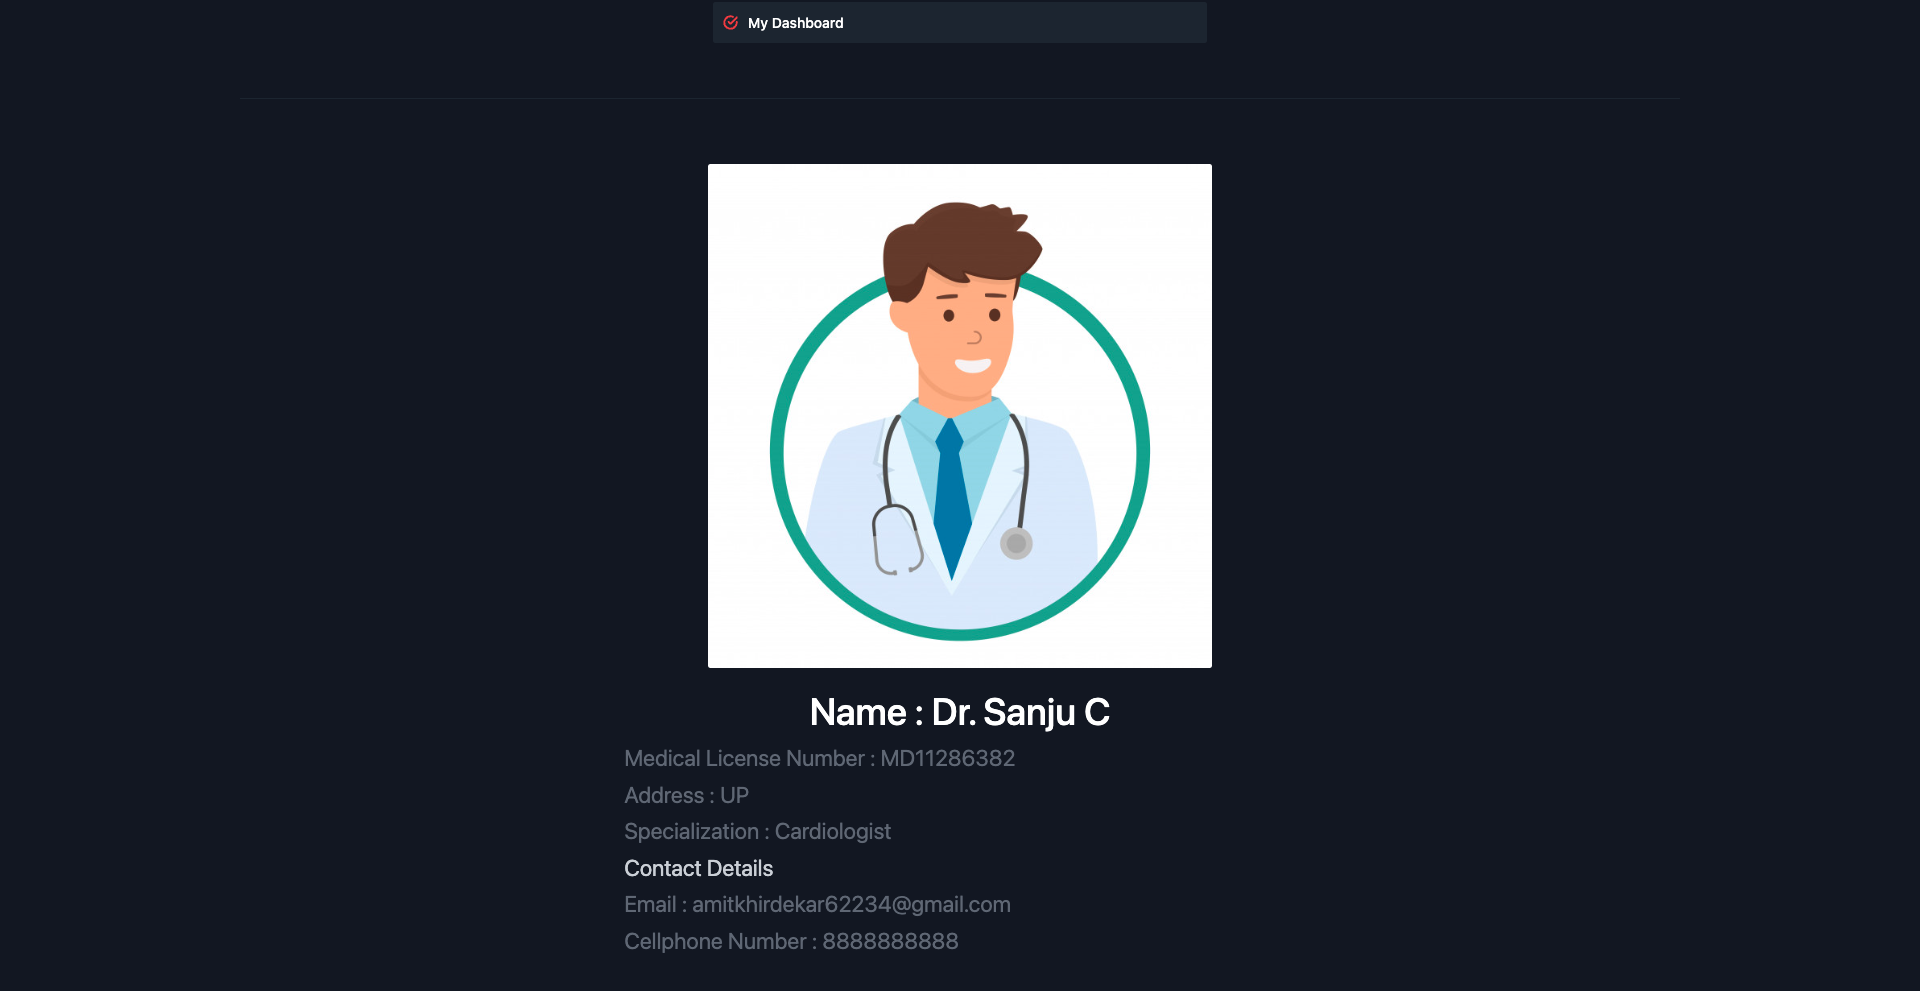 My Dashboard
Name : Dr. Sanju C
Medical License Number : MD11286382
Address : UP
Specialization : Cardiologist
Contact Details
Email : amitkhirdekar62234@gmail.com
Cellphone Number : 8888888888